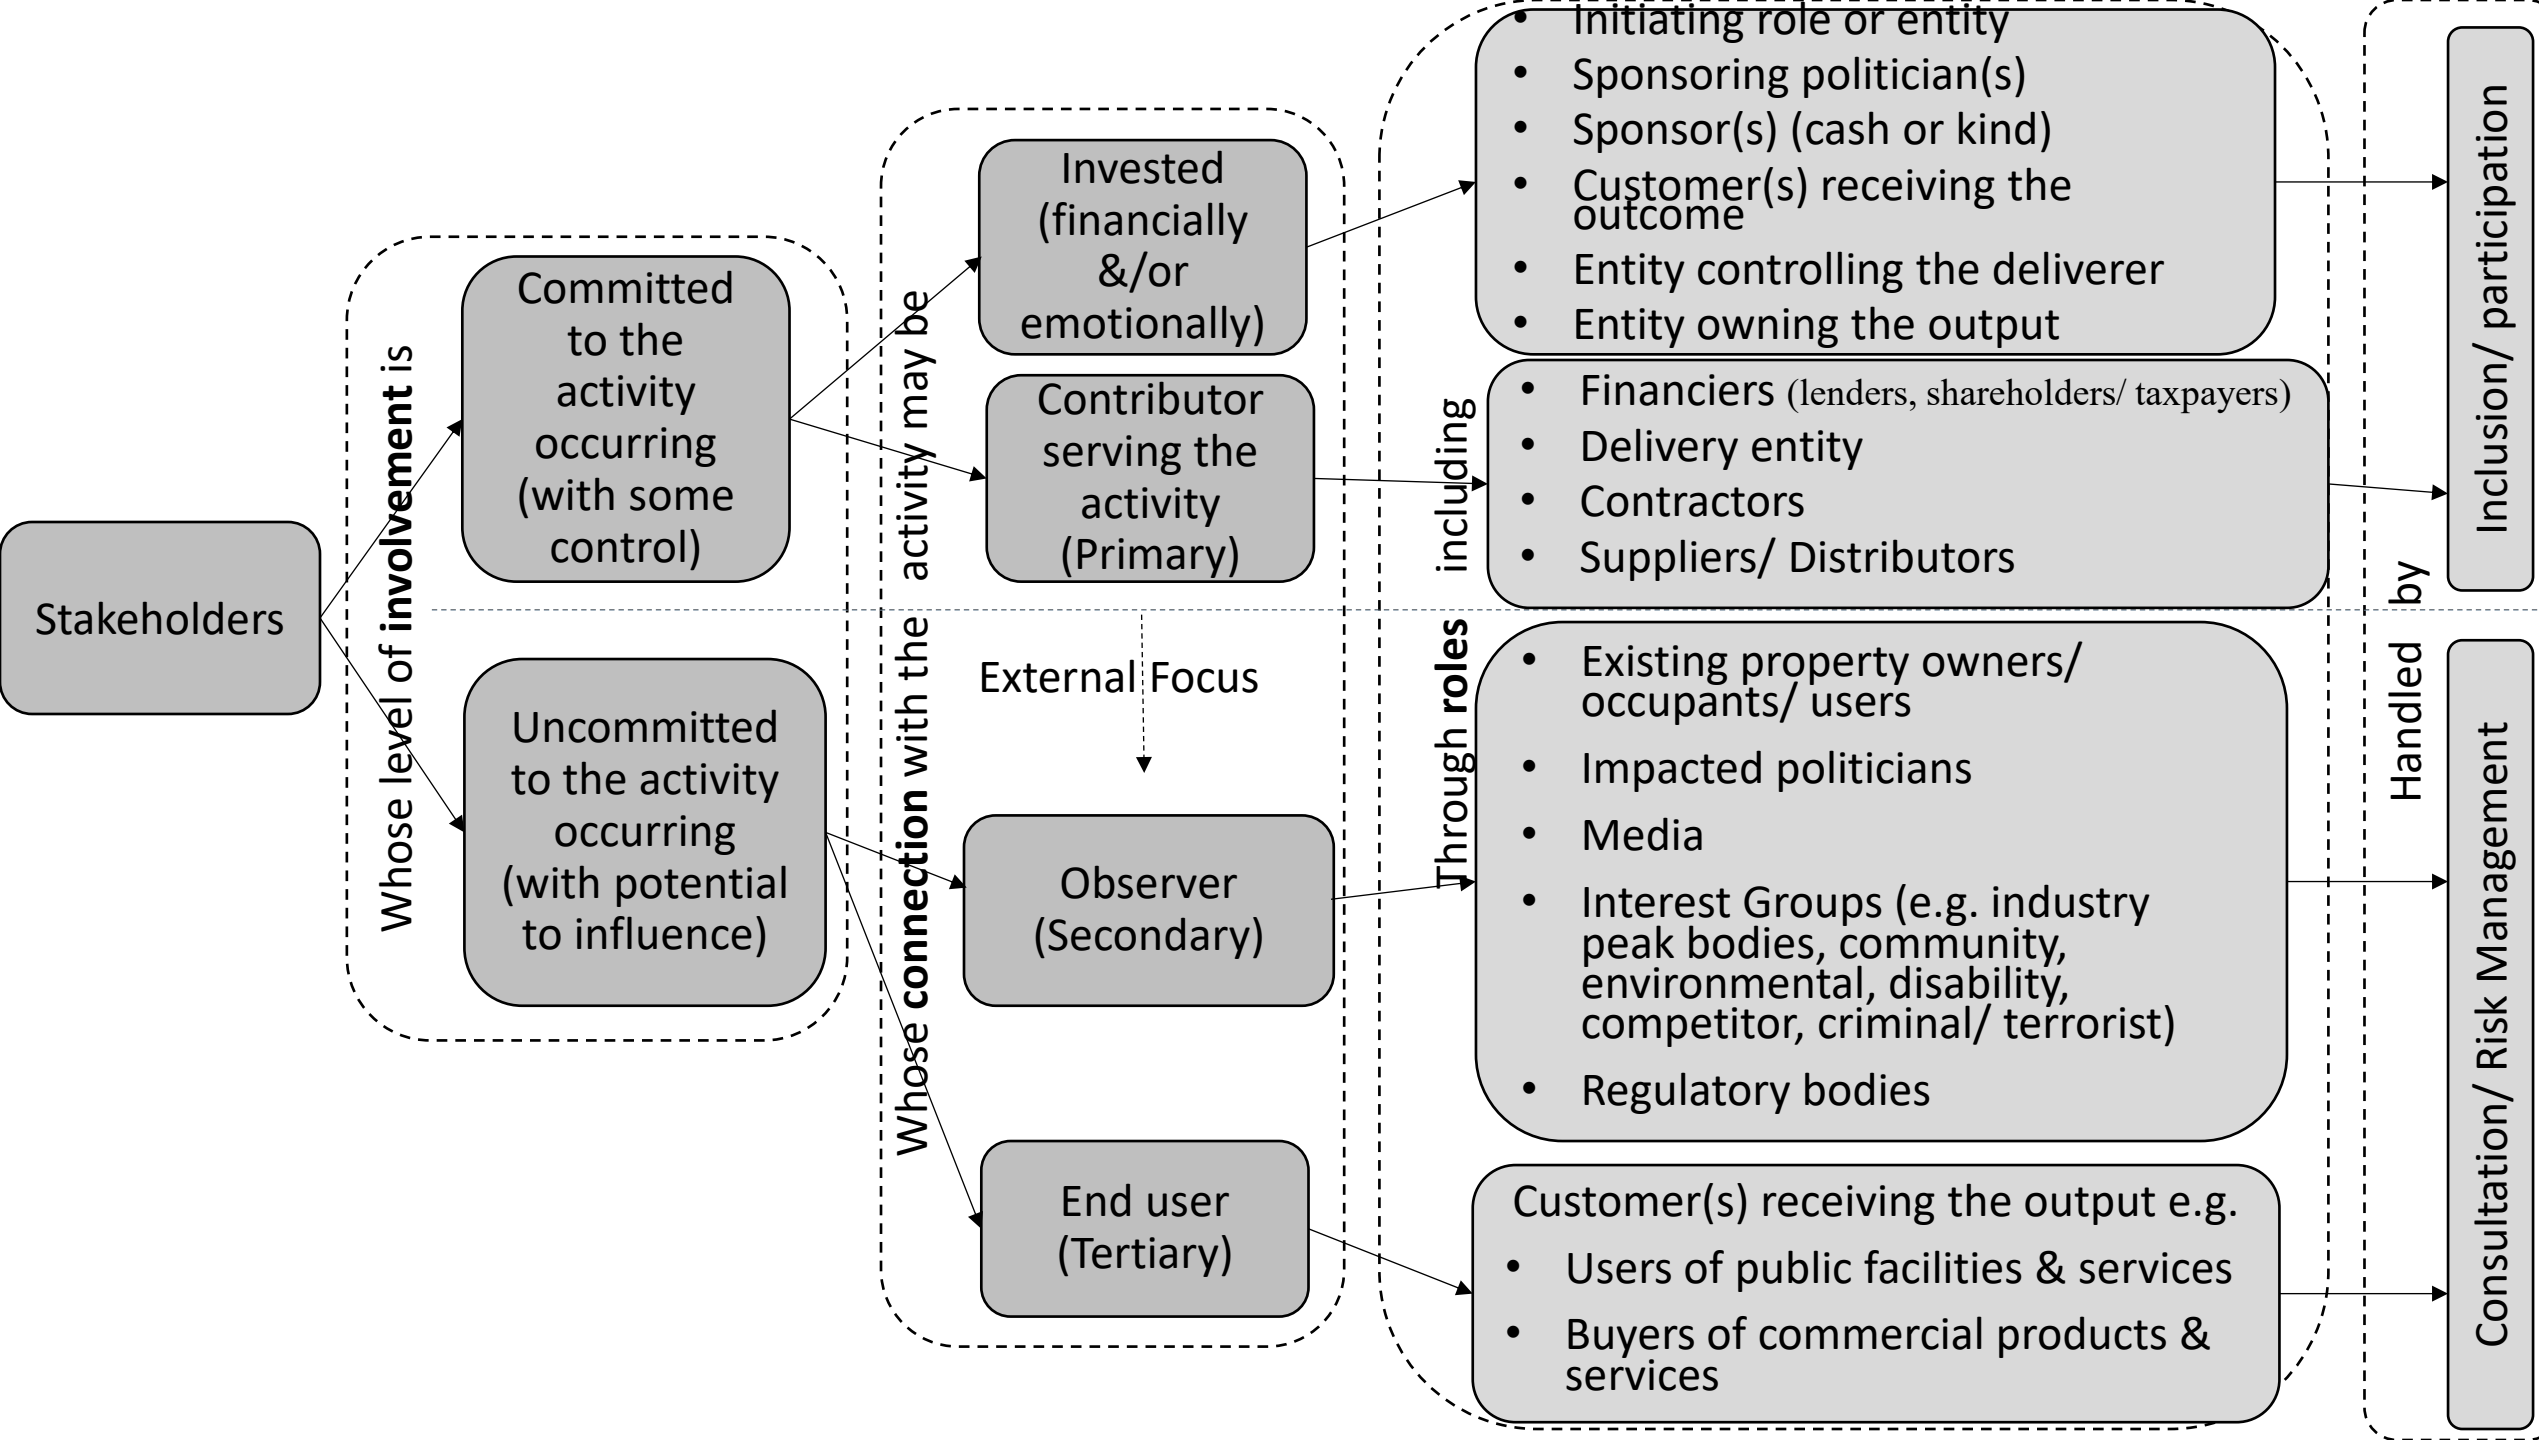 Stakeholders
Whose level of involvement is
Committed
to the
activity
occurring
(with some
control)
Uncommitted
to the activity
occurring
(with potential
to influence)
Whose connection with the activity may be
Invested
(financially
&/or
emotionally)
Contributor
serving the
activity
(Primary)
External Focus
Observer
(Secondary)
End user
(Tertiary)
Through roles including
• Initiating role or entity
• Sponsoring politician(s)
• Sponsor(s) (cash or kind)
• Customer(s) receiving the
outcome
• Entity controlling the deliverer
• Entity owning the output
• Financiers (lenders, shareholders/ taxpayers)
• Delivery entity
• Contractors
• Suppliers/ Distributors
• Existing property owners/
occupants/ users
• Impacted politicians
• Media
• Interest Groups (e.g. industry
peak bodies, community,
environmental, disability,
competitor, criminal/ terrorist)
• Regulatory bodies
Customer(s) receiving the output e.g.
• Users of public facilities & services
• Buyers of commercial products &
services
Handled by
Inclusion/ participation
Consultation/ Risk Management